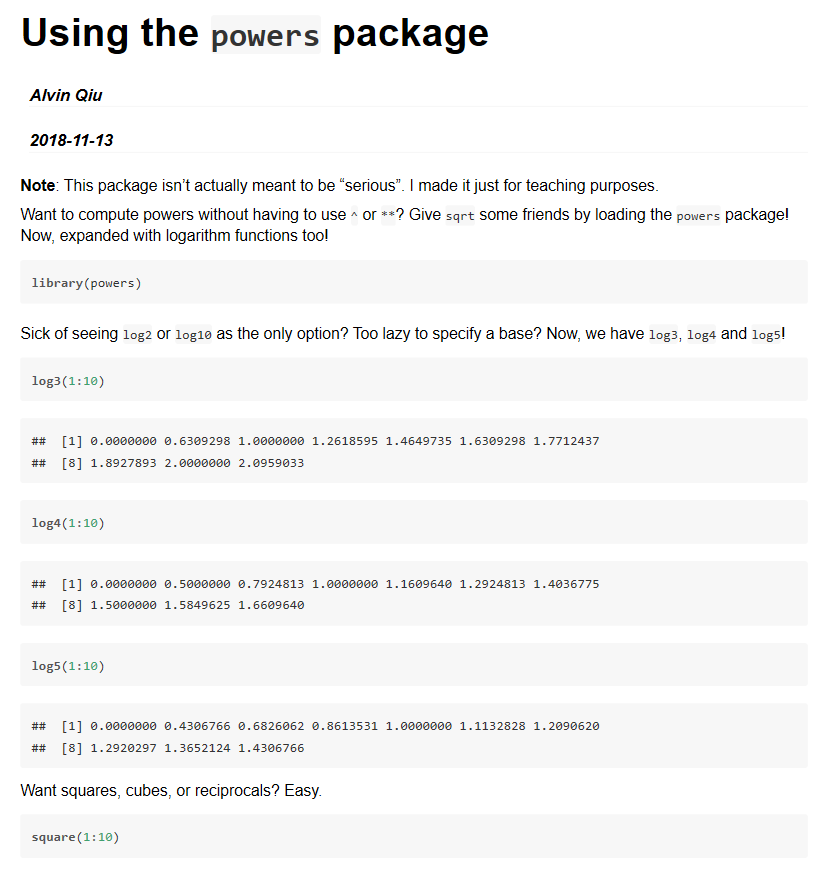 Using the powers package
Alvin Qiu
2018-11-13
Note: This package isn’t actually meant to be “serious”. I made it just for teaching purposes.
Want to compute powers without having to use ^ or **? Give sqrt some friends by loading the powers package!
Now, expanded with logarithm functions too!
library(powers)
Sick of seeing log2 or log10 as the only option? Too lazy to specify a base? Now, we have log3, log4 and log5!
log3(1:10)
##  [1] 0.0000000 0.6309298 1.0000000 1.2618595 1.4649735 1.6309298 1.7712437
##  [8] 1.8927893 2.0000000 2.0959033
log4(1:10)
##  [1] 0.0000000 0.5000000 0.7924813 1.0000000 1.1609640 1.2924813 1.4036775
##  [8] 1.5000000 1.5849625 1.6609640
log5(1:10)
##  [1] 0.0000000 0.4306766 0.6826062 0.8613531 1.0000000 1.1132828 1.2090620
##  [8] 1.2920297 1.3652124 1.4306766
Want squares, cubes, or reciprocals? Easy.
square(1:10)